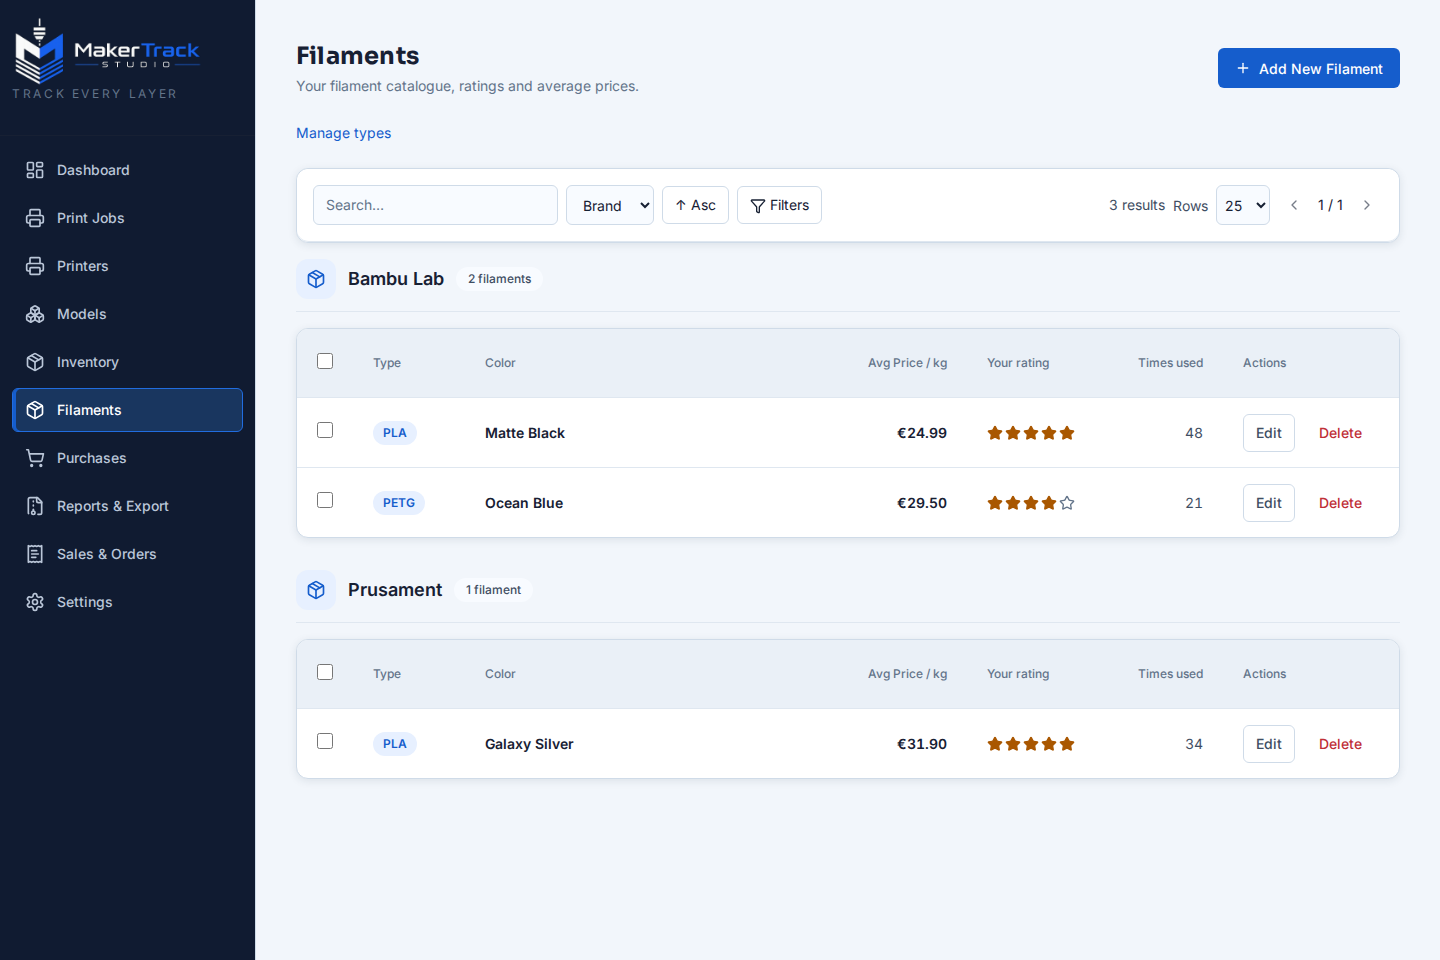 MakerTrack
STUDIO
TRACK EVERY LAYER
Dashboard
Print Jobs
Printers
Models
Inventory
Filaments
Purchases
Reports & Export
Sales & Orders
Settings
Filaments
Your filament catalogue, ratings and average prices.
+ Add New Filament
Manage types
Search... Brand ↑ Asc Filters 3 results Rows 25 1 / 1
Bambu Lab 2 filaments
Type Color Avg Price / kg Your rating Times used Actions
PLA Matte Black €24.99 48 Edit Delete
PETG Ocean Blue €29.50 21 Edit Delete
Prusament 1 filament
Type Color Avg Price / kg Your rating Times used Actions
PLA Galaxy Silver €31.90 34 Edit Delete